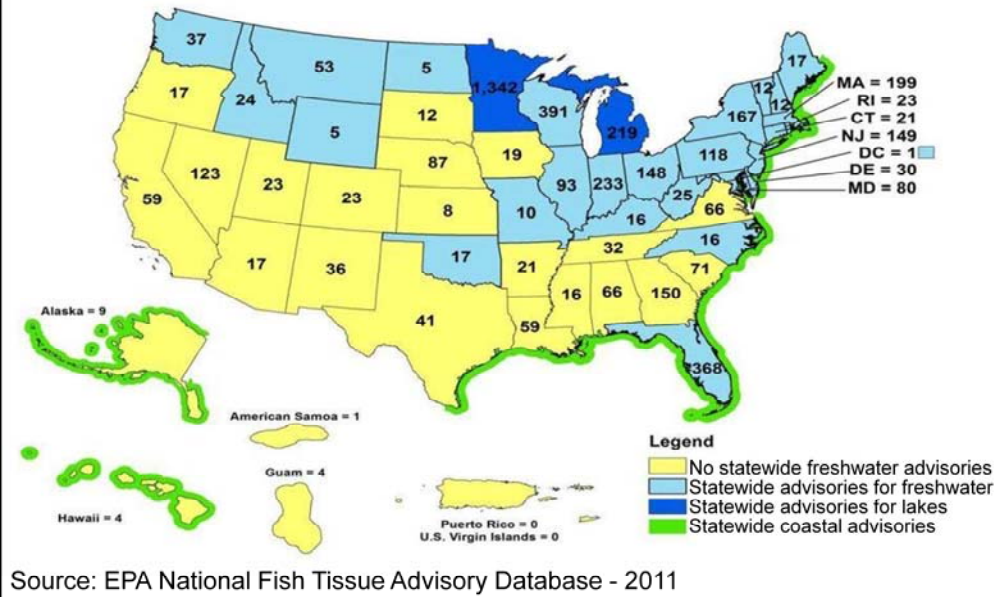 37
53
5
1,342
17
24
5
12
391
219
17
12
12
167
MA = 199
RI = 23
CT = 21
NJ = 149
DC = 1
DE = 30
MD = 80
59
123
23
23
87
8
19
93
233
148
118
25
66
10
16
16
17
36
17
21
32
71
41
59
16
66
150
368
Alaska = 9
American Samoa = 1
Guam = 4
Hawaii = 4
Puerto Rico = 0
U.S. Virgin Islands = 0
Legend
No statewide freshwater advisories
Statewide advisories for freshwater
Statewide advisories for lakes
Statewide coastal advisories
Source: EPA National Fish Tissue Advisory Database - 2011